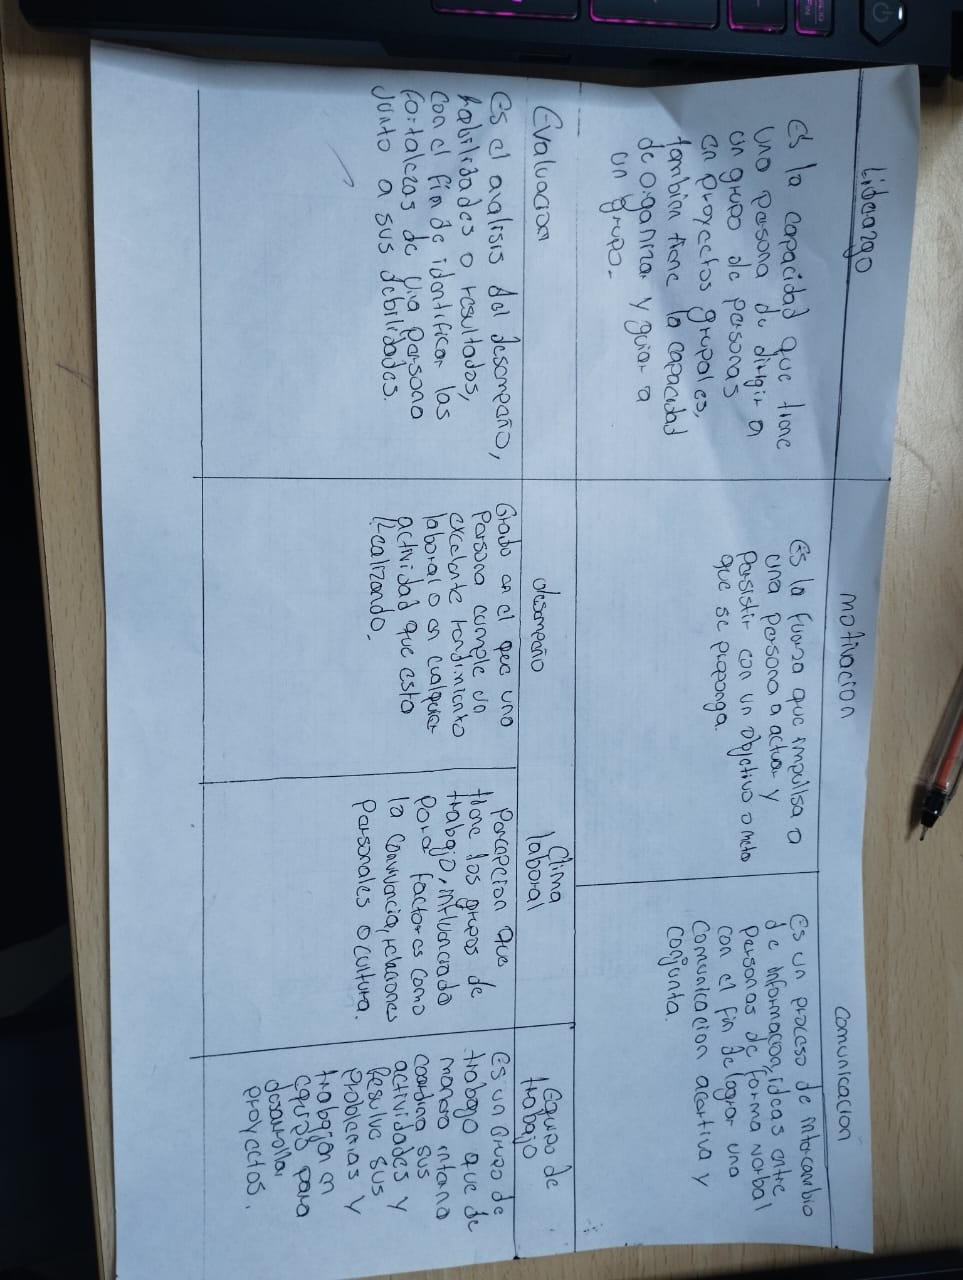 Liderazgo
Es la capacidad que tiene
una persona de dirigir a
un grupo de personas
en proyectos grupales,
tambien tiene la capacidad
de organizar y guiar a
un grupo.
motivacion
Es la fuersa que impullsa a
una persona a actuar y
persistir con un objetivo o meta
que se proponga.
comunicacion
Es un proceso de intercambio
de informacion, ideas entre
personas de forma verbal
con el fin de lograr una
comunicacion acertiva y
conjunta.
Evaluacion
Es el analisis del desempeño,
habilidades o resultados,
con el fin de identificar las
fortalezas de una persona
Junto a sus debilidades.
desempeño
Grado en el que una
persona cumple un
excelente rendimiento
laboral o en cualquier
actividad que esta
Realizando.
Clima
laboral
Percepcion que
tiene los grupos de
trabajo, influenciada
por factores como
la convivencia, relaciones
personales o cultura.
Equipo de
trabajo
Es un Grupo de
trabajo que de
manera interna
coordina sus
actividades y
Resulve sus
problemas y
trabajan en
equipo para
desarrollar
proyectos.